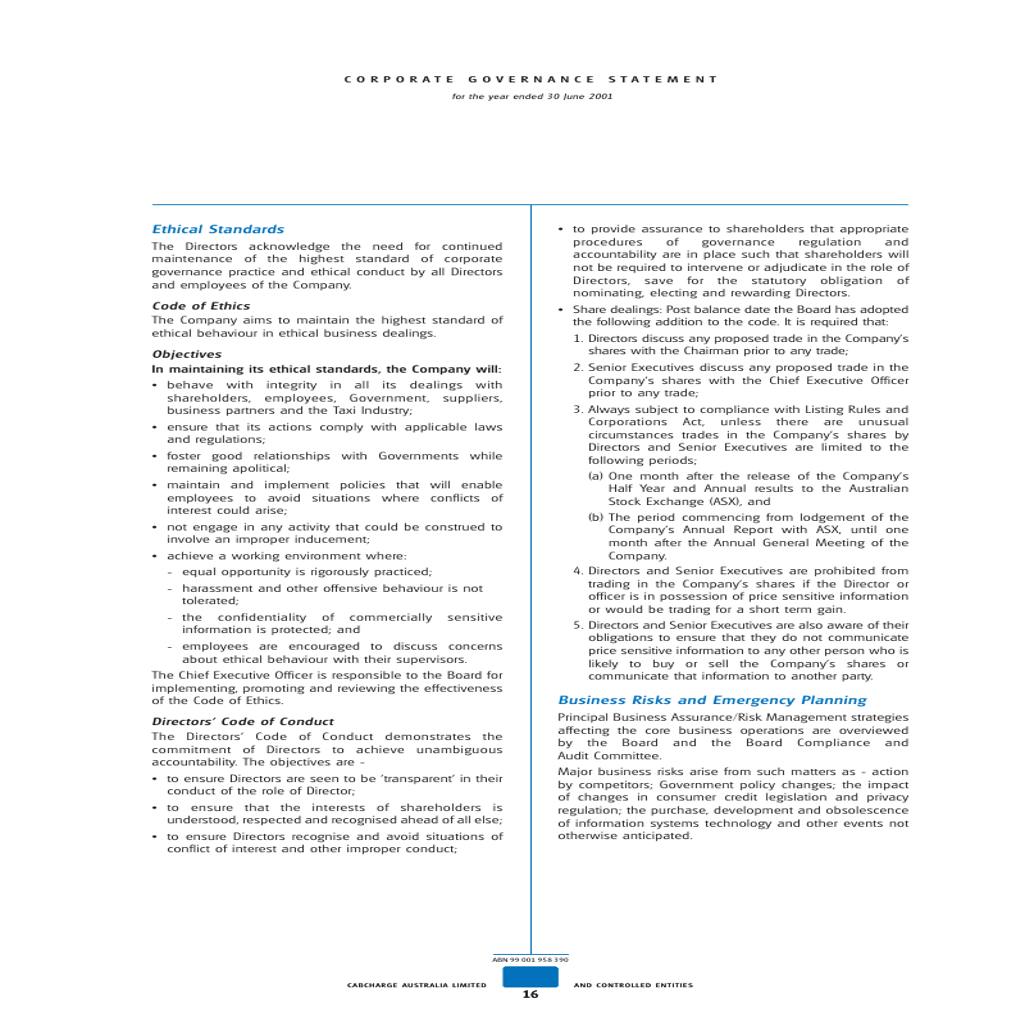 CORPORATE GOVERNANCE STATEMENT
for the year ended 30 June 2001
Ethical Standards
The Directors acknowledge the need for continued
maintenance of the highest standard of corporate
governance practice and ethical conduct by all Directors
and employees of the Company.
Code of Ethics
The Company aims to maintain the highest standard of
ethical behaviour in ethical business dealings.
Objectives
In maintaining its ethical standards, the Company will:
• behave with integrity in all its dealings with
shareholders, employees, Government, suppliers,
business partners and the Taxi Industry;
• ensure that its actions comply with applicable laws
and regulations;
• foster good relationships with Governments while
remaining apolitical;
• maintain and implement policies that will enable
employees to avoid situations where conflicts of
interest could arise;
• not engage in any activity that could be construed to
involve an improper inducement;
• achieve a working environment where:
- equal opportunity is rigorously practiced;
- harassment and other offensive behaviour is not
tolerated;
- the confidentiality of commercially sensitive
information is protected; and
- employees are encouraged to discuss concerns
about ethical behaviour with their supervisors.
The Chief Executive Officer is responsible to the Board for
implementing, promoting and reviewing the effectiveness
of the Code of Ethics.
Directors' Code of Conduct
The Directors' Code of Conduct demonstrates the
commitment of Directors to achieve unambiguous
accountability. The objectives are -
• to ensure Directors are seen to be 'transparent' in their
conduct of the role of Director;
• to ensure that the interests of shareholders is
understood, respected and recognised ahead of all else;
• to ensure Directors recognise and avoid situations of
conflict of interest and other improper conduct;
• to provide assurance to shareholders that appropriate
procedures of governance regulation and
accountability are in place such that shareholders will
not be required to intervene or adjudicate in the role of
Directors, save for the statutory obligation of
nominating, electing and rewarding Directors.
• Share dealings: Post balance date the Board has adopted
the following addition to the code. It is required that:
1. Directors discuss any proposed trade in the Company's
shares with the Chairman prior to any trade;
2. Senior Executives discuss any proposed trade in the
Company's shares with the Chief Executive Officer
prior to any trade;
3. Always subject to compliance with Listing Rules and
Corporations Act, unless there are unusual
circumstances trades in the Company's shares by
Directors and Senior Executives are limited to the
following periods;
(a) One month after the release of the Company's
Half Year and Annual results to the Australian
Stock Exchange (ASX), and
(b) The period commencing from lodgement of the
Company's Annual Report with ASX, until one
month after the Annual General Meeting of the
Company.
4. Directors and Senior Executives are prohibited from
trading in the Company's shares if the Director or
officer is in possession of price sensitive information
or would be trading for a short term gain.
5. Directors and Senior Executives are also aware of their
obligations to ensure that they do not communicate
price sensitive information to any other person who is
likely to buy or sell the Company's shares or
communicate that information to another party.
Business Risks and Emergency Planning
Principal Business Assurance/Risk Management strategies
affecting the core business operations are overviewed
by the Board and the Board Compliance and
Audit Committee.
Major business risks arise from such matters as - action
by competitors; Government policy changes; the impact
of changes in consumer credit legislation and privacy
regulation; the purchase, development and obsolescence
of information systems technology and other events not
otherwise anticipated.
ABN 99 001 958 390
CABCHARGE AUSTRALIA LIMITED AND CONTROLLED ENTITIES
16